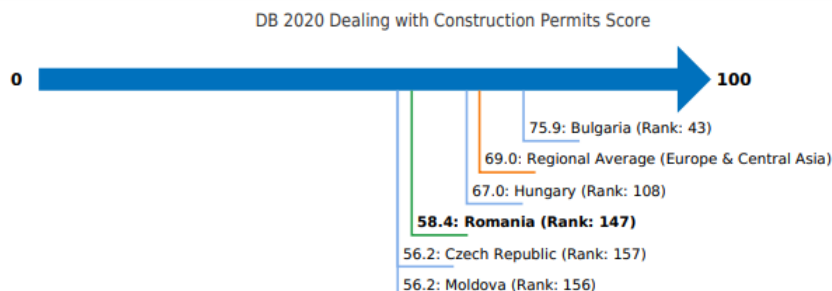 DB 2020 Dealing with Construction Permits Score
0
100
75.9: Bulgaria (Rank: 43)
69.0: Regional Average (Europe & Central Asia)
67.0: Hungary (Rank: 108)
58.4: Romania (Rank: 147)
56.2: Czech Republic (Rank: 157)
56.2: Moldova (Rank: 156)